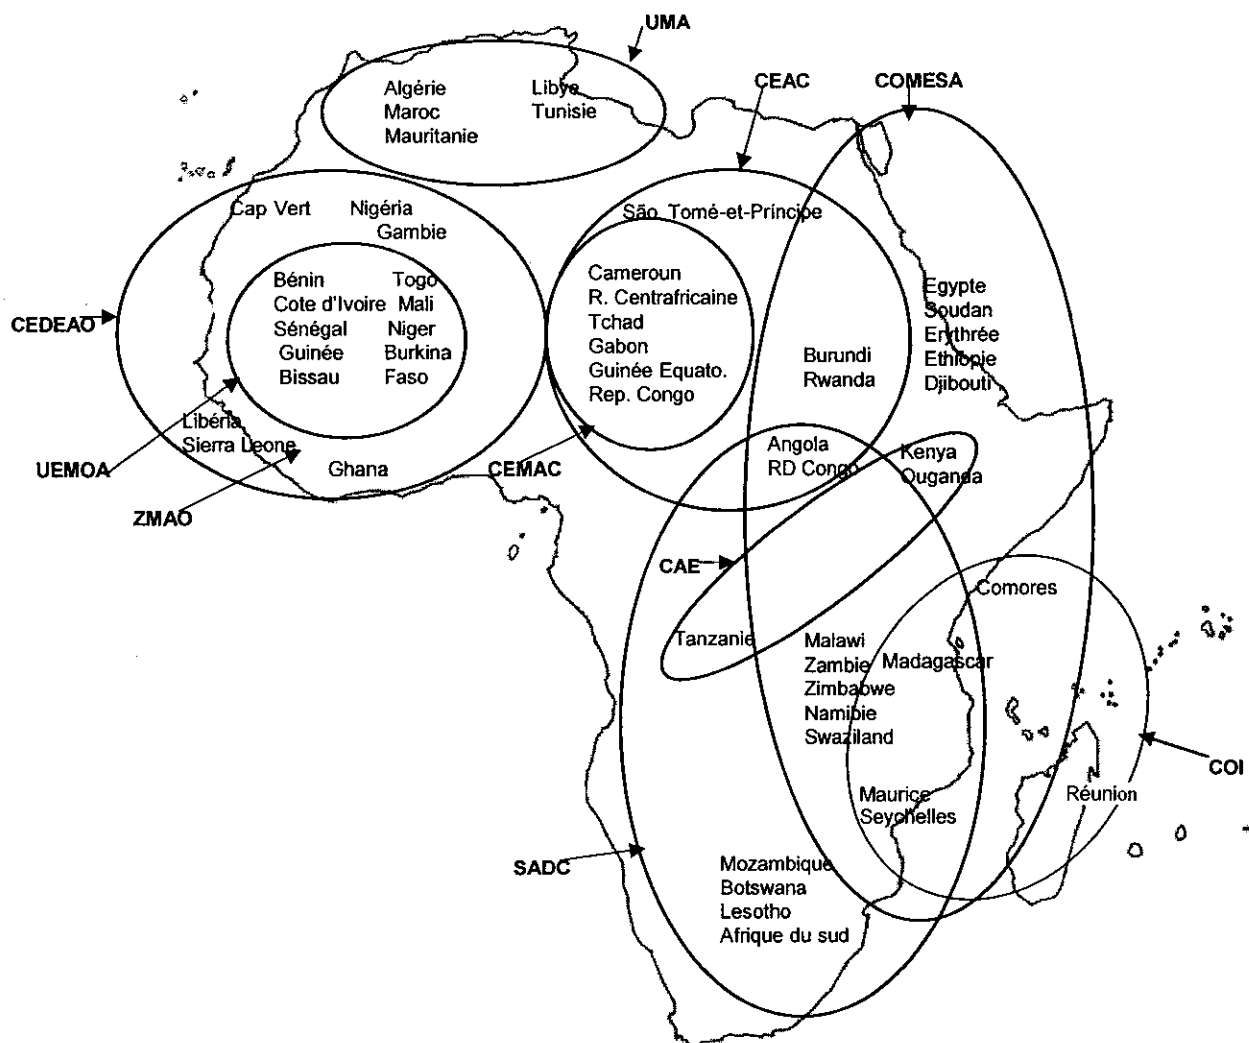 UMA
CEAC
COMESA
Algérie Libye
Maroc Tunisie
Mauritanie
Cap Vert Nigéria
Gambie
São Tomé-et-Príncipe
Bénin Togo
Cote d'Ivoire Mali
Sénégal Niger
Guinée Burkina
Bissau Faso
CEDEAO
Cameroun
R. Centrafricaine
Tchad
Gabon
Guinée Equato.
Rep. Congo
Burundi
Rwanda
Egypte
Soudan
Erythrée
Ethiopie
Djibouti
Libéria
Sierra Leone
Ghana
UEMOA
ZMAO
CEMAC
Angola
RD Congo
Kenya
Ouganda
CAE
Comores
Tanzanie
Malawi
Zambie
Zimbabwe
Namibie
Swaziland
Madagascar
COI
Maurice
Seychelles
Réunion
SADC
Mozambique
Botswana
Lesotho
Afrique du sud